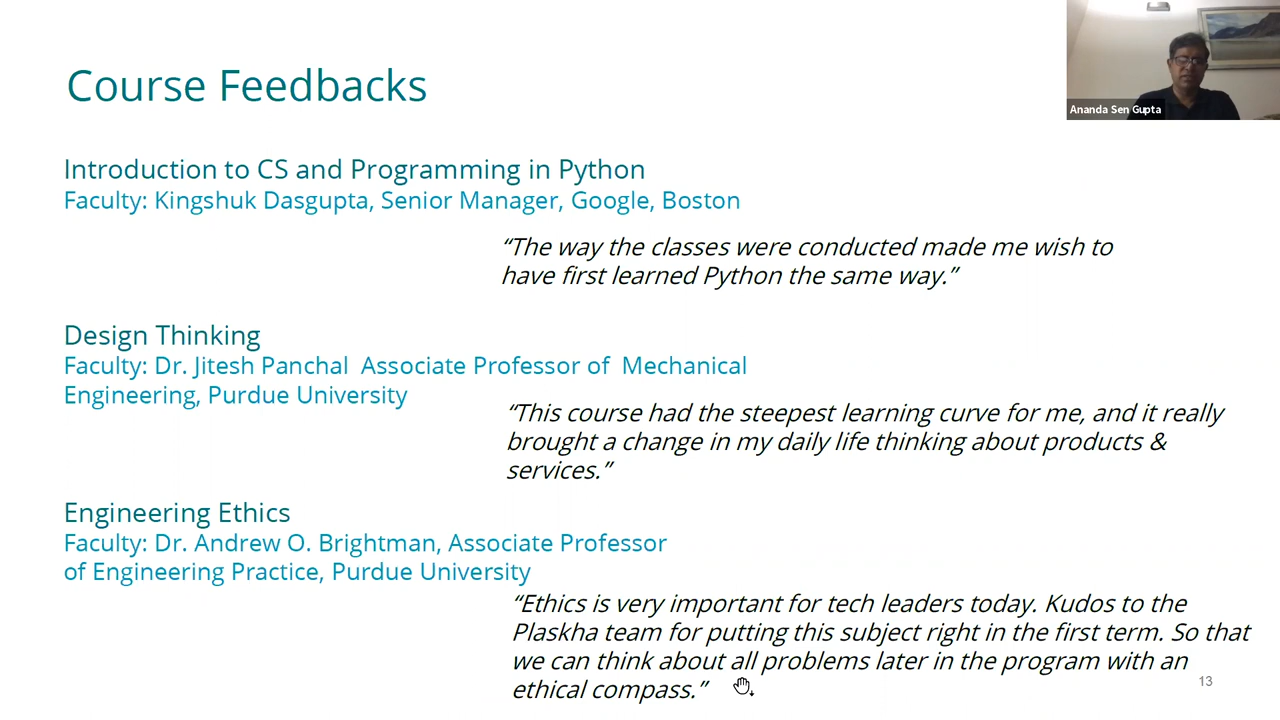 Course Feedbacks
Ananda Sen Gupta
Introduction to CS and Programming in Python
Faculty: Kingshuk Dasgupta, Senior Manager, Google, Boston
“The way the classes were conducted made me wish to
have first learned Python the same way.”
Design Thinking
Faculty: Dr. Jitesh Panchal  Associate Professor of  Mechanical
Engineering, Purdue University
“This course had the steepest learning curve for me, and it really
brought a change in my daily life thinking about products &
services.”
Engineering Ethics
Faculty: Dr. Andrew O. Brightman, Associate Professor
of Engineering Practice, Purdue University
“Ethics is very important for tech leaders today. Kudos to the
Plaskha team for putting this subject right in the first term. So that
we can think about all problems later in the program with an
ethical compass.”
13